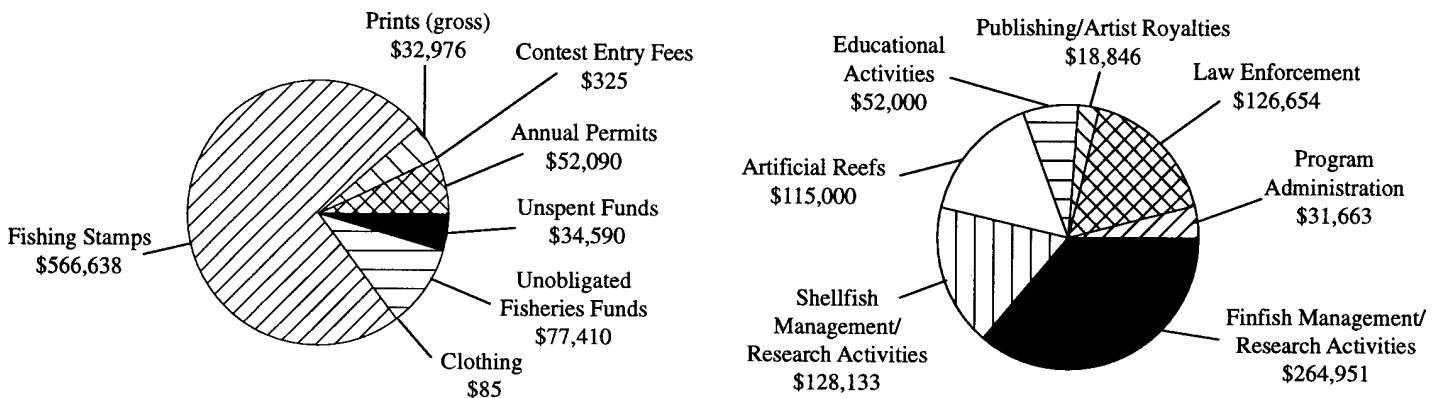 Prints (gross)
$32,976
Contest Entry Fees
$325
Annual Permits
$52,090
Unspent Funds
$34,590
Unobligated
Fisheries Funds
$77,410
Clothing
$85
Fishing Stamps
$566,638
Publishing/Artist Royalties
$18,846
Educational
Activities
$52,000
Law Enforcement
$126,654
Artificial Reefs
$115,000
Program
Administration
$31,663
Shellfish
Management/
Research Activities
$128,133
Finfish Management/
Research Activities
$264,951